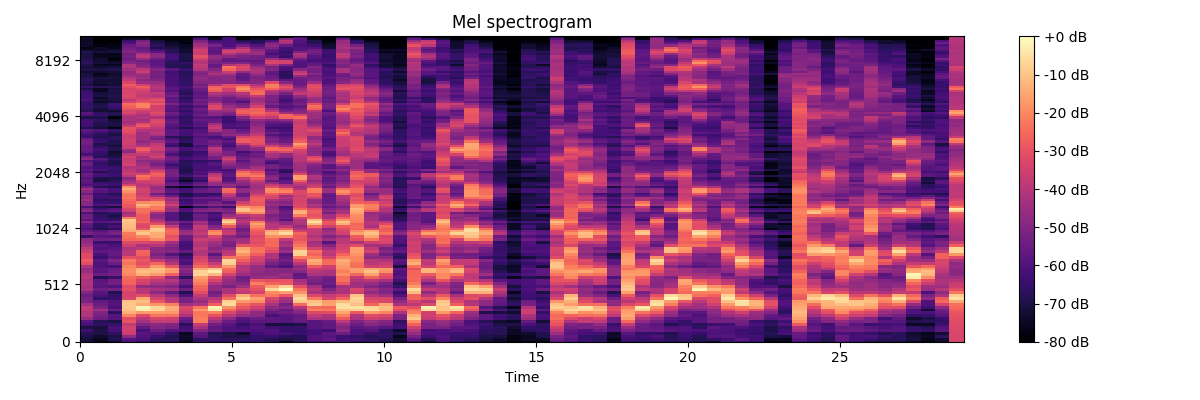 Mel spectrogram
8192
4096
2048
1024
512
0
Hz
0 5 10 15 20 25
Time
+0 dB
-10 dB
-20 dB
-30 dB
-40 dB
-50 dB
-60 dB
-70 dB
-80 dB